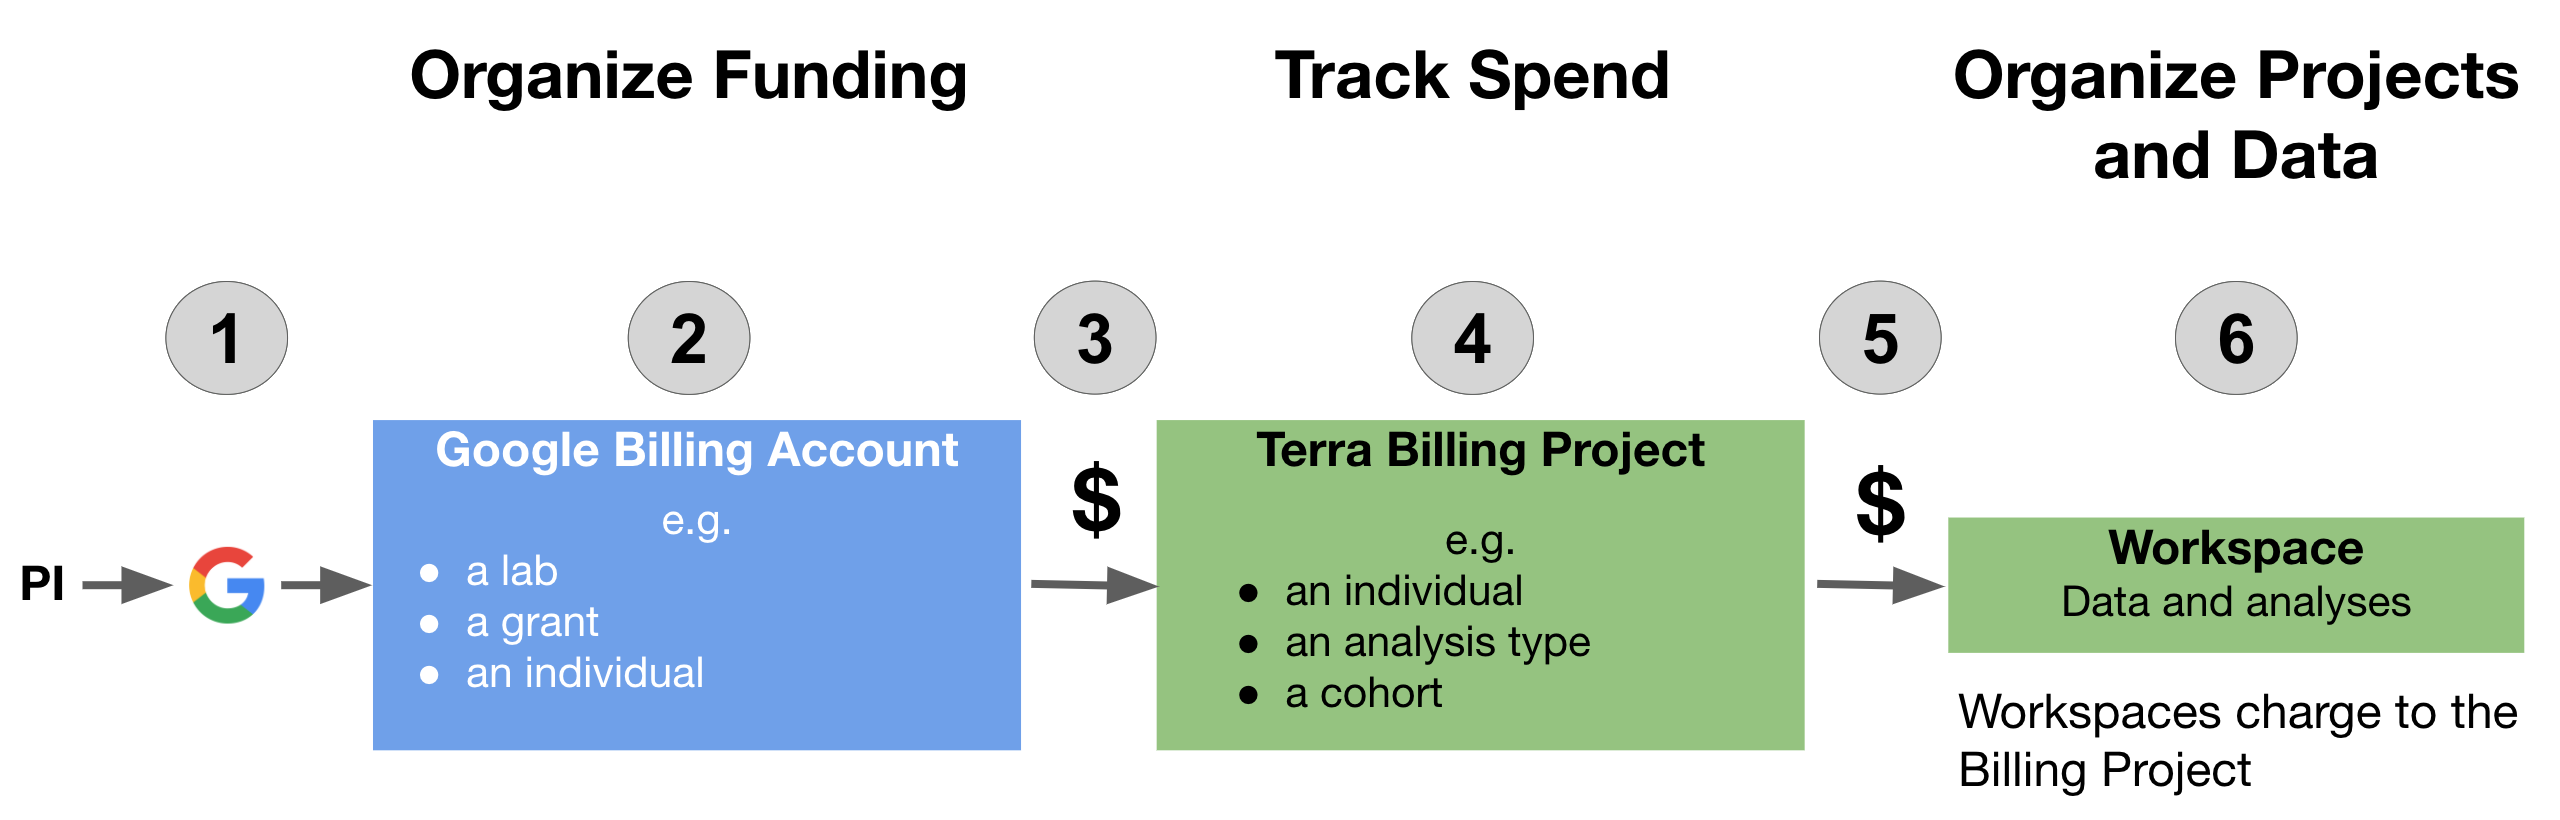 Organize Funding
Track Spend
Organize Projects
and Data
1
2
3
4
5
6
PI
G
Google Billing Account
e.g.
● a lab
● a grant
● an individual
$
Terra Billing Project
e.g.
● an individual
● an analysis type
● a cohort
$
Workspace
Data and analyses
Workspaces charge to the
Billing Project